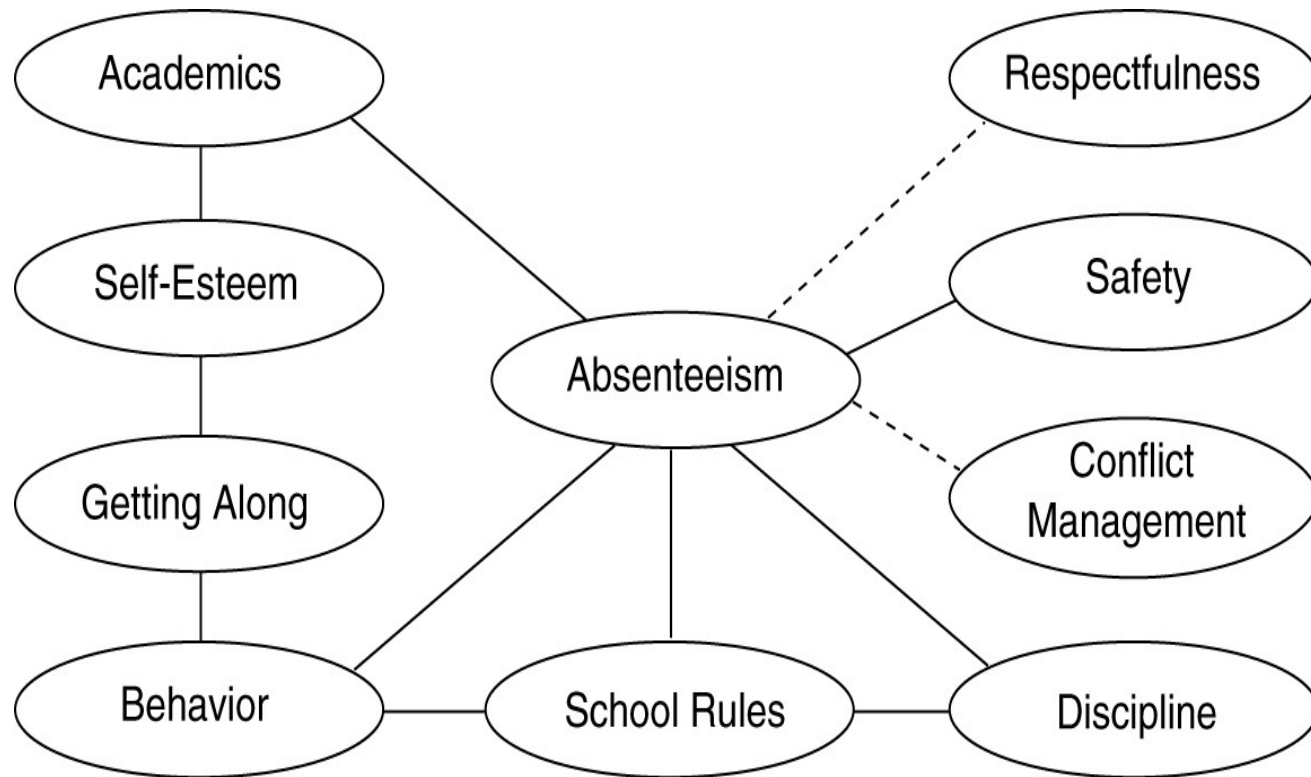 Academics
Respectfulness
Self-Esteem
Safety
Absenteeism
Getting Along
Conflict
Management
Behavior
School Rules
Discipline